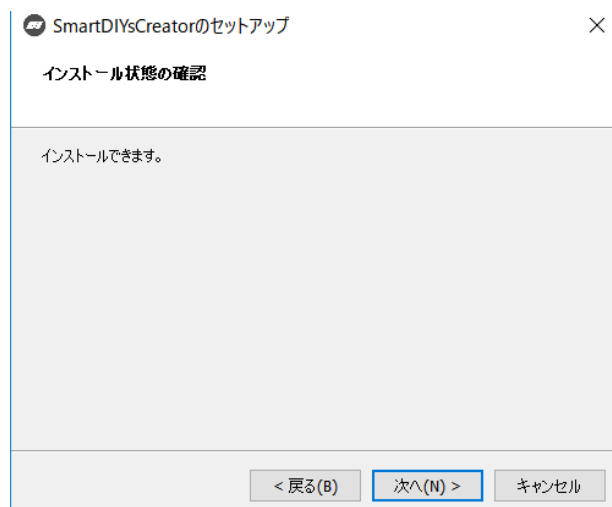 SmartDIYsCreatorのセットアップ
インストール状態の確認
インストールできます。
< 戻る(B)
次へ(N) >
キャンセル